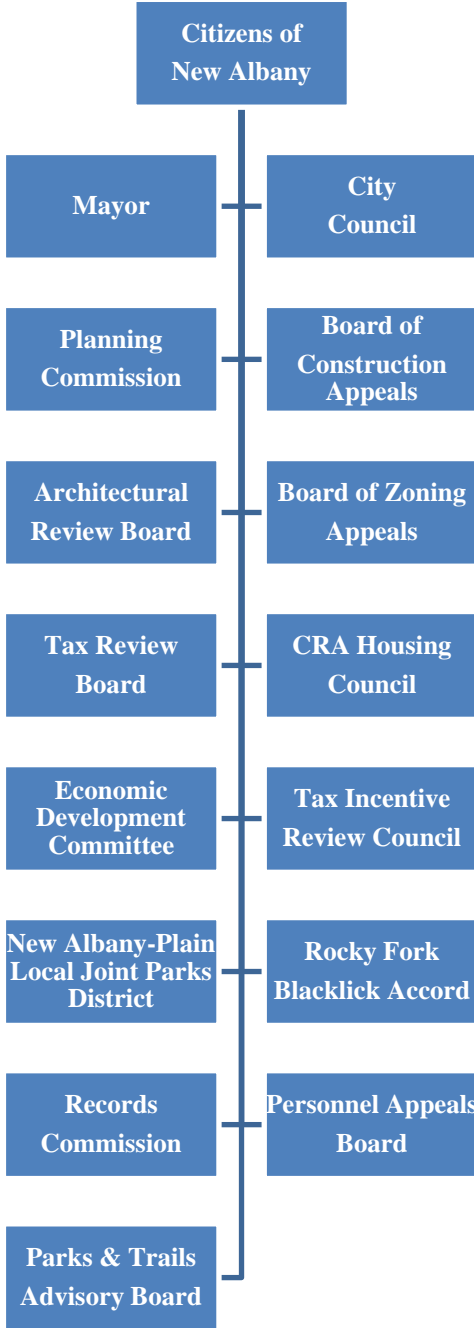 Citizens of
New Albany
Mayor
City
Council
Planning
Commission
Board of
Construction
Appeals
Architectural
Review Board
Board of Zoning
Appeals
Tax Review
Board
CRA Housing
Council
Economic
Development
Committee
Tax Incentive
Review Council
New Albany-Plain
Local Joint Parks
District
Rocky Fork
Blacklick Accord
Records
Commission
Personnel Appeals
Board
Parks & Trails
Advisory Board